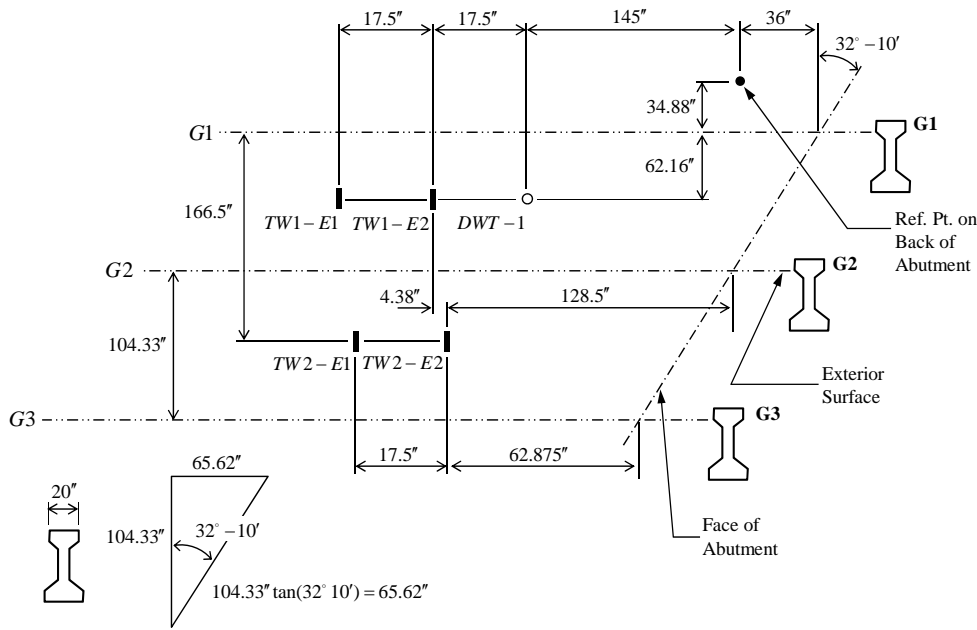 17.5″ 17.5″ 145″ 36″
32° −10′
34.88″
G1 G1
62.16″
166.5″
TW1−E1 TW1−E2 DWT −1
Ref. Pt. on
Back of
Abutment
G2 G2
4.38″ 128.5″
104.33″
TW2−E1 TW2−E2
Exterior
Surface
G3 G3
17.5″ 62.875″
65.62″
20″
104.33″ 32° −10′
Face of
Abutment
104.33″ tan(32° 10′) = 65.62″